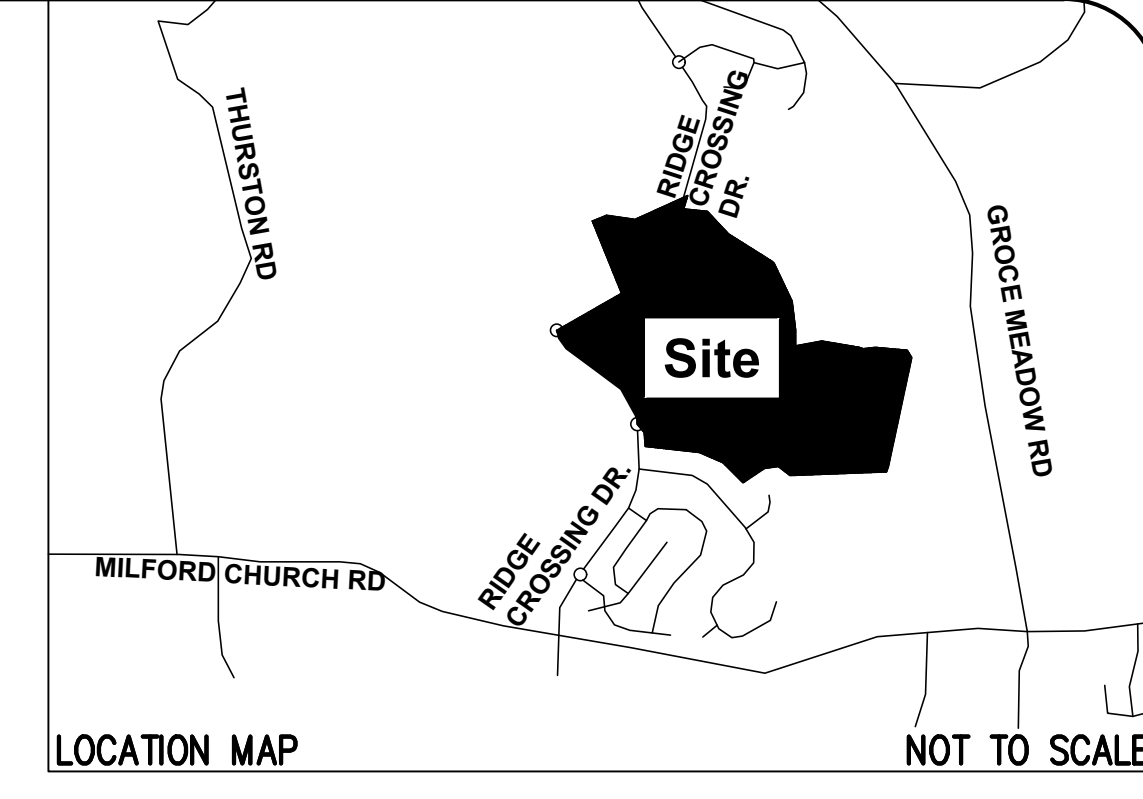 THURSTON RD
RIDGE
CROSSING
DR.
GROCE MEADOW RD
Site
RIDGE
CROSSING DR.
MILFORD CHURCH RD
LOCATION MAP
NOT TO SCALE